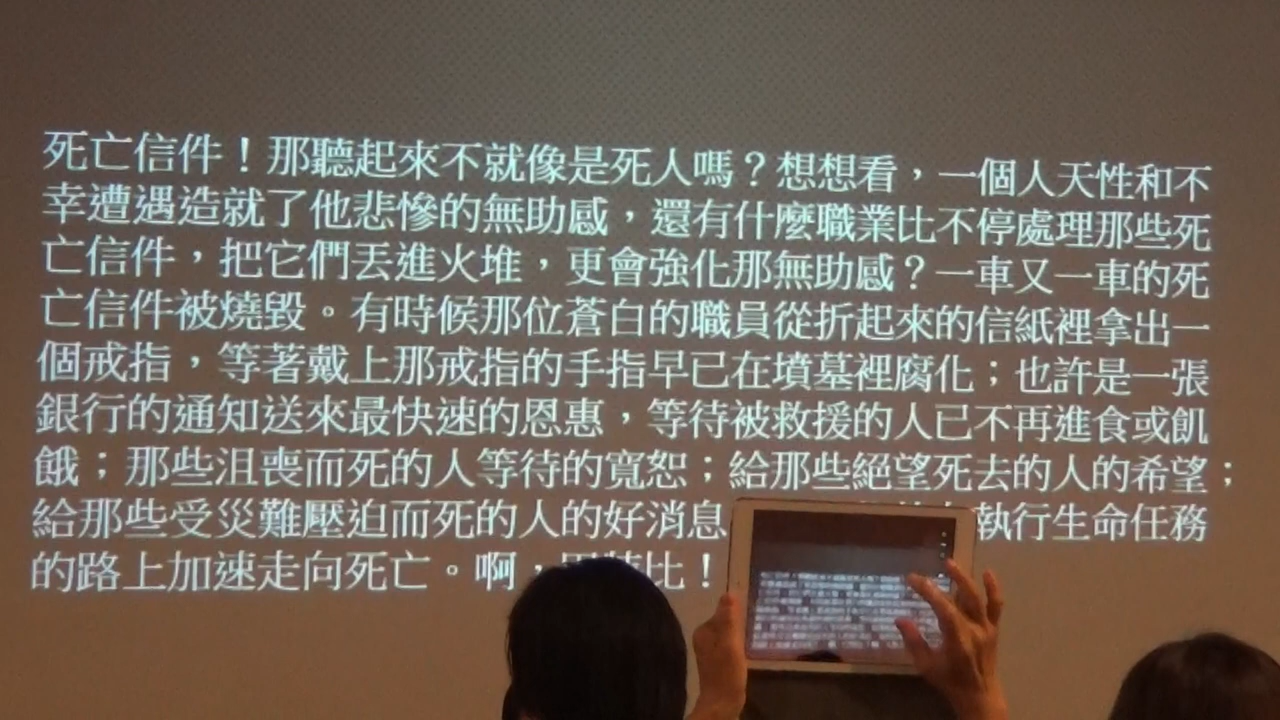 死亡信件！那聽起來不就像是死人嗎？想想看，一個人天性和不
幸遭遇造就了他悲慘的無助感，還有什麼職業比不停處理那些死
亡信件，把它們丟進火堆，更會強化那無助感？一車又一車的死
亡信件被燒毀。有時候那位蒼白的職員從折起來的信紙裡拿出一
個戒指，等著戴上那戒指的手指早已在墳墓裡腐化；也許是一張
銀行的通知送來最快速的恩惠，等待被救援的人已不再進食或飢
餓；那些沮喪而死的人等待的寬恕；給那些絕望死去的人的希望；
給那些受災難壓迫而死的人的好消息 執行生命任務
的路上加速走向死亡。啊， 比！